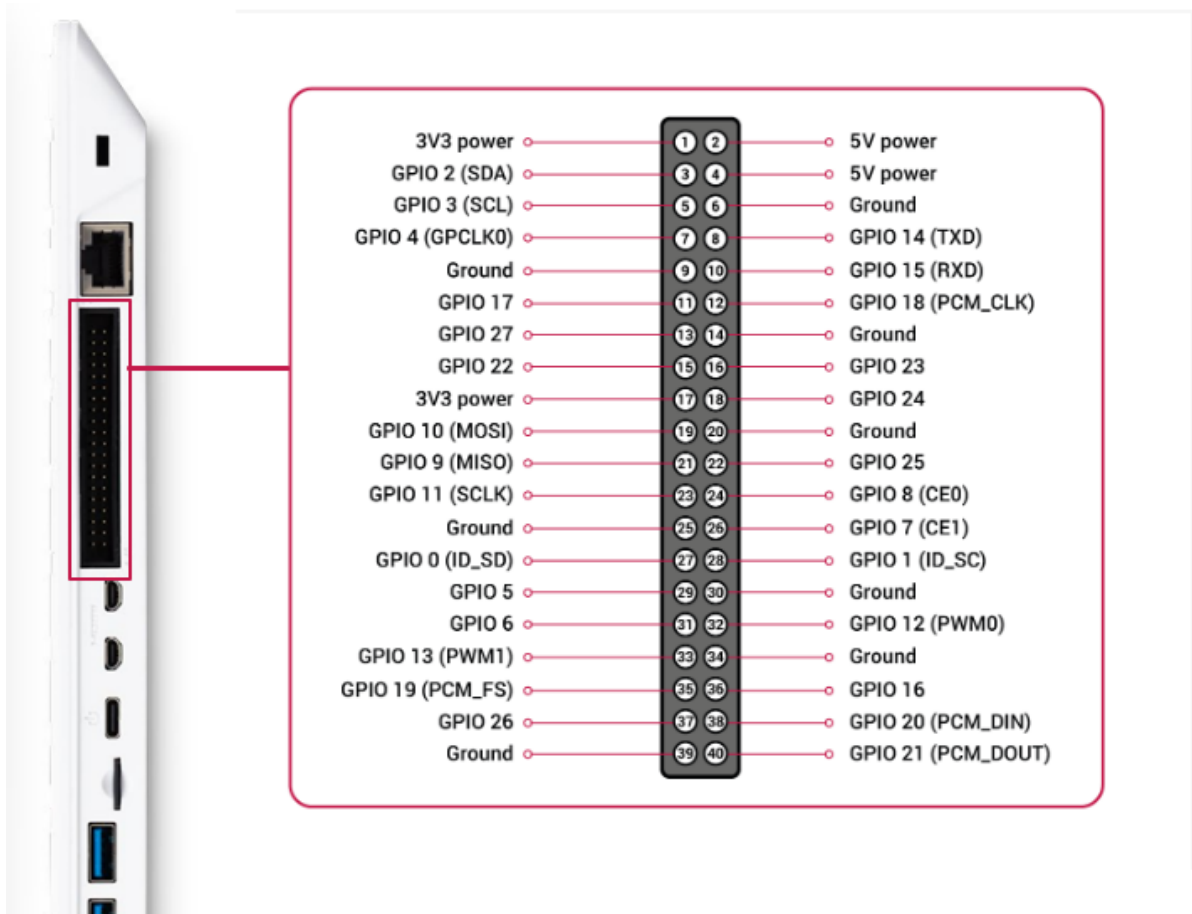 3V3 power 1 2 5V power
GPIO 2 (SDA) 3 4 5V power
GPIO 3 (SCL) 5 6 Ground
GPIO 4 (GPCLK0) 7 8 GPIO 14 (TXD)
Ground 9 10 GPIO 15 (RXD)
GPIO 17 11 12 GPIO 18 (PCM_CLK)
GPIO 27 13 14 Ground
GPIO 22 15 16 GPIO 23
3V3 power 17 18 GPIO 24
GPIO 10 (MOSI) 19 20 Ground
GPIO 9 (MISO) 21 22 GPIO 25
GPIO 11 (SCLK) 23 24 GPIO 8 (CE0)
Ground 25 26 GPIO 7 (CE1)
GPIO 0 (ID_SD) 27 28 GPIO 1 (ID_SC)
GPIO 5 29 30 Ground
GPIO 6 31 32 GPIO 12 (PWM0)
GPIO 13 (PWM1) 33 34 Ground
GPIO 19 (PCM_FS) 35 36 GPIO 16
GPIO 26 37 38 GPIO 20 (PCM_DIN)
Ground 39 40 GPIO 21 (PCM_DOUT)